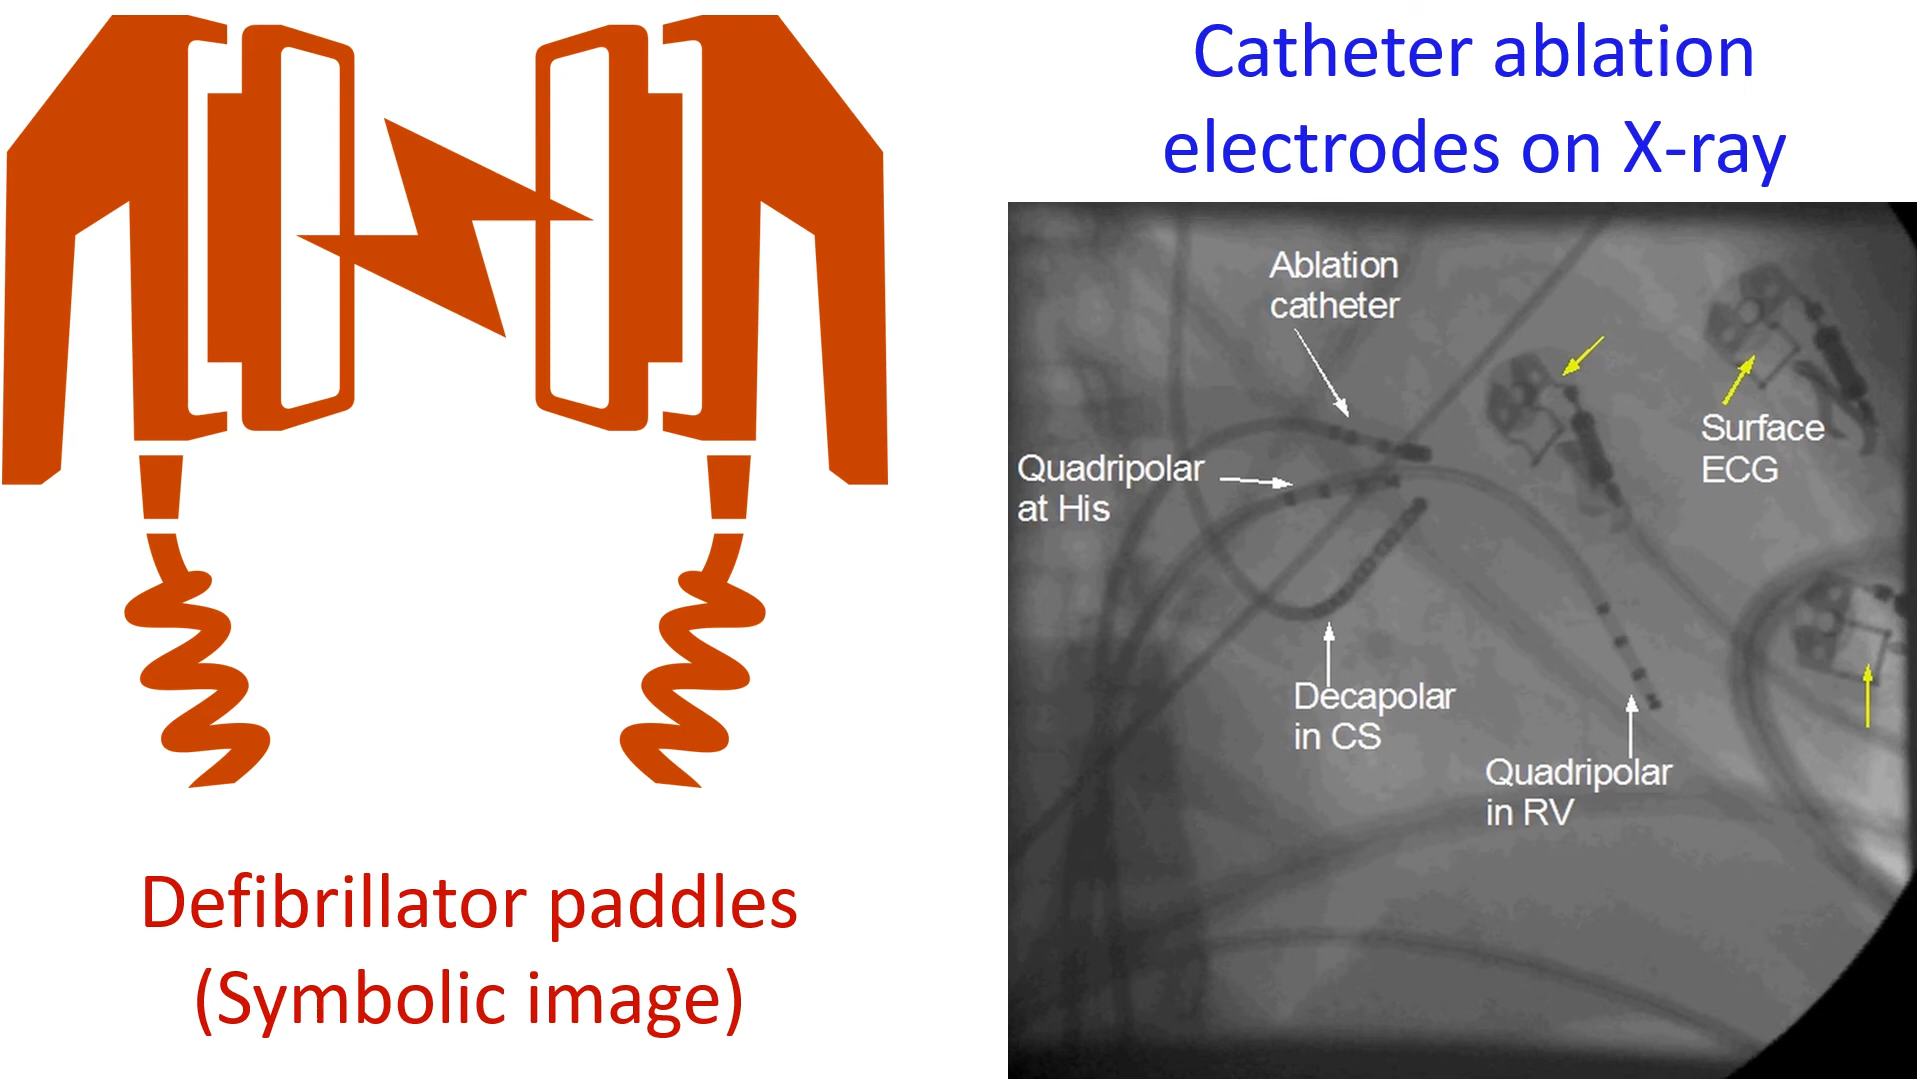 Catheter ablation
electrodes on X-ray
Ablation
catheter
Surface
ECG
Quadripolar
at His
Decapolar
in CS
Quadripolar
in RV
Defibrillator paddles
(Symbolic image)